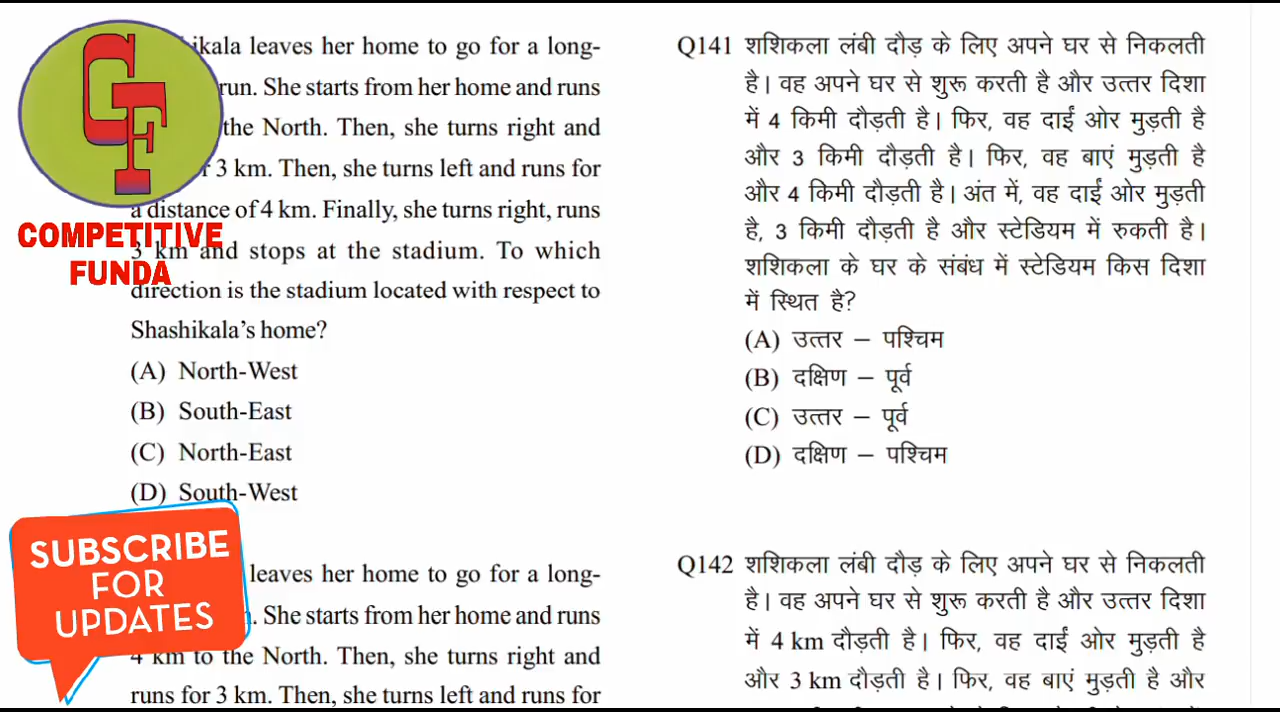 ikala leaves her home to go for a long-
run. She starts from her home and runs
the North. Then, she turns right and
3 km. Then, she turns left and runs for
a distance of 4 km. Finally, she turns right, runs
3 km and stops at the stadium. To which
direction is the stadium located with respect to
Shashikala's home?
(A) North-West
(B) South-East
(C) North-East
(D) South-West
leaves her home to go for a long-
She starts from her home and runs
4 km to the North. Then, she turns right and
runs for 3 km. Then, she turns left and runs for
Q141 शशिकला लंबी दौड़ के लिए अपने घर से निकलती
है। वह अपने घर से शुरू करती है और उत्तर दिशा
में 4 किमी दौड़ती है। फिर, वह दाईं ओर मुड़ती है
और 3 किमी दौड़ती है। फिर, वह बाएं मुड़ती है
और 4 किमी दौड़ती है। अंत में, वह दाईं ओर मुड़ती
है, 3 किमी दौड़ती है और स्टेडियम में रुकती है।
शशिकला के घर के संबंध में स्टेडियम किस दिशा
में स्थित है?
(A) उत्तर – पश्चिम
(B) दक्षिण – पूर्व
(C) उत्तर – पूर्व
(D) दक्षिण – पश्चिम
Q142 शशिकला लंबी दौड़ के लिए अपने घर से निकलती
है। वह अपने घर से शुरू करती है और उत्तर दिशा
में 4 km दौड़ती है। फिर, वह दाईं ओर मुड़ती है
और 3 km दौड़ती है। फिर, वह बाएं मुड़ती है और
CF
COMPETITIVE
FUNDA
SUBSCRIBE
FOR
UPDATES